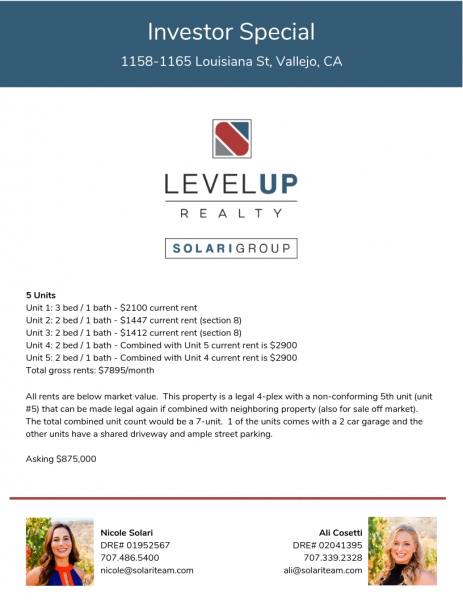 Investor Special
1158-1165 Louisiana St, Vallejo, CA
LEVELUP
REALTY
SOLARIGROUP
5 Units
Unit 1: 3 bed / 1 bath - $2100 current rent
Unit 2: 2 bed / 1 bath - $1447 current rent (section 8)
Unit 3: 2 bed / 1 bath - $1412 current rent (section 8)
Unit 4: 2 bed / 1 bath - Combined with Unit 5 current rent is $2900
Unit 5: 2 bed / 1 bath - Combined with Unit 4 current rent is $2900
Total gross rents: $7895/month
All rents are below market value. This property is a legal 4-plex with a non-conforming 5th unit (unit
#5) that can be made legal again if combined with neighboring property (also for sale off market).
The total combined unit count would be a 7-unit. 1 of the units comes with a 2 car garage and the
other units have a shared driveway and ample street parking.
Asking $875,000
Nicole Solari
DRE# 01952567
707.486.5400
nicole@solariteam.com
Ali Cosetti
DRE# 02041395
707.339.2328
ali@solariteam.com